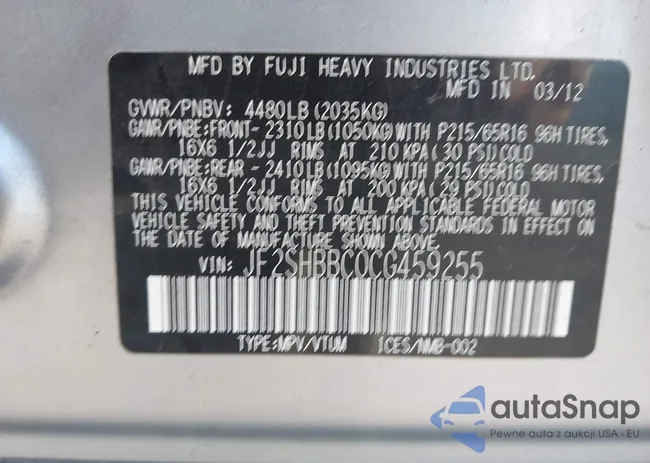 MFD BY FUJI HEAVY INDUSTRIES LTD.
MFD IN 03/12
GVWR/PNBV: 4480LB(2035KG)
GAWR/PNBE:FRONT- 2310LB(1050KG)WITH P215/65R16 96H TIRES,
16X6 1/2JJ RIMS AT 210 KPA(30 PSI)COLD
GAWR/PNBE:REAR - 2410LB(1095KG)WITH P215/65R16 96H TIRES,
16X6 1/2JJ RIMS AT 200 KPA(29 PSI)COLD
THIS VEHICLE CONFORMS TO ALL APPLICABLE FEDERAL MOTOR
VEHICLE SAFETY AND THEFT PREVENTION STANDARDS IN EFFECT
ON THE DATE OF MANUFACTURE SHOWN ABOVE.
VIN: JF2SHBBC0CG459255
TYPE:MPV/VTUM ICES/NMB-002
autoSnap
Pewne auta z aukcji USA i EU